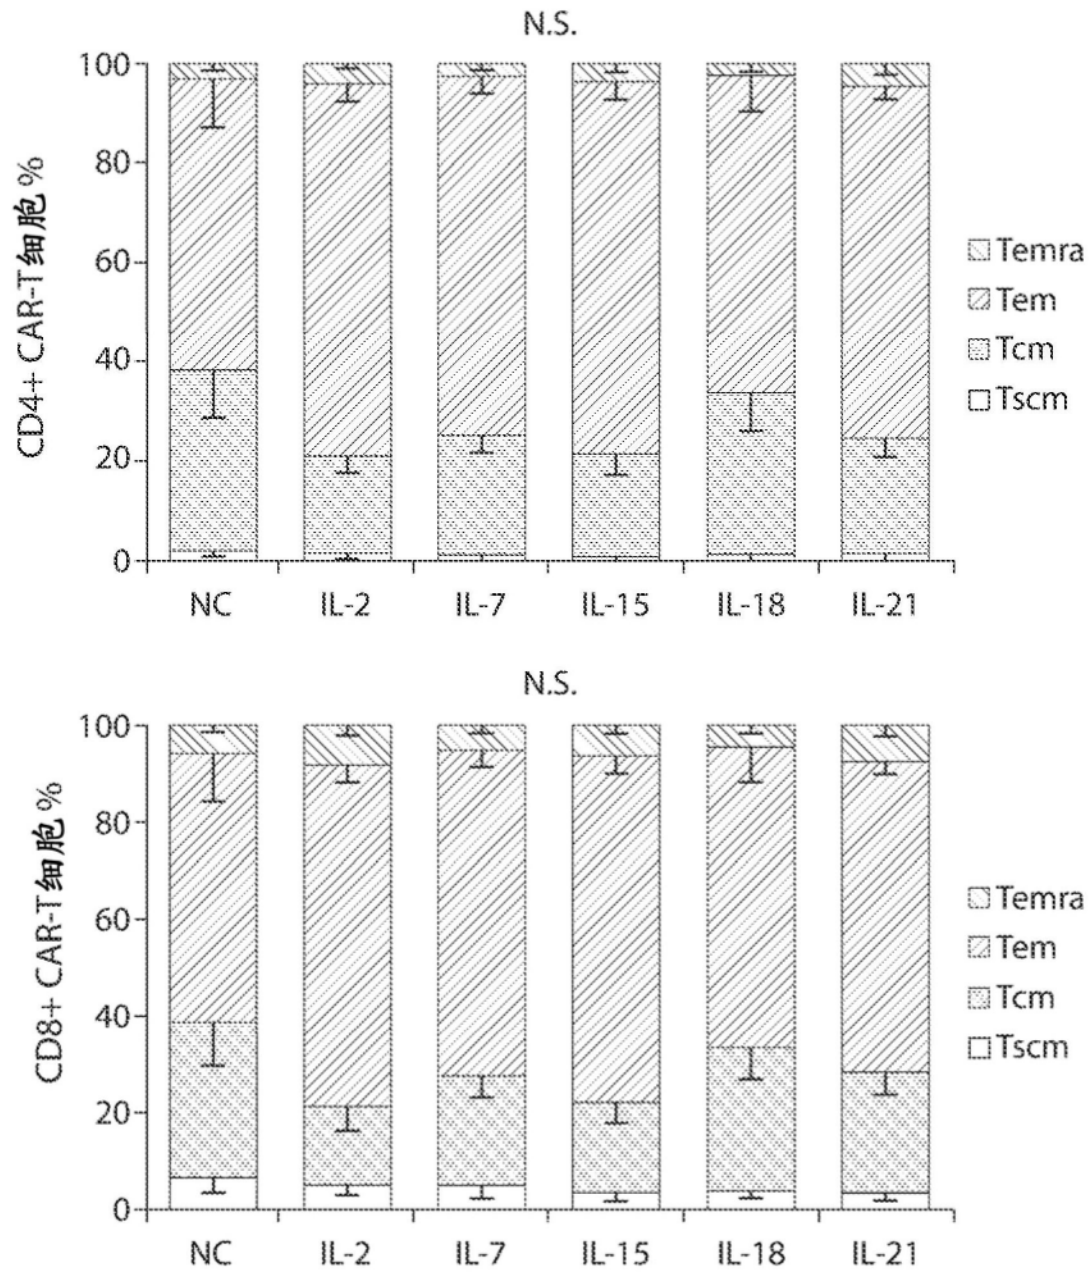 N.S.
CD4+ CAR-T细胞 %
100
80
60
40
20
0
NC IL-2 IL-7 IL-15 IL-18 IL-21
Temra
Tem
Tcm
Tscm
N.S.
CD8+ CAR-T细胞 %
100
80
60
40
20
0
NC IL-2 IL-7 IL-15 IL-18 IL-21
Temra
Tem
Tcm
Tscm